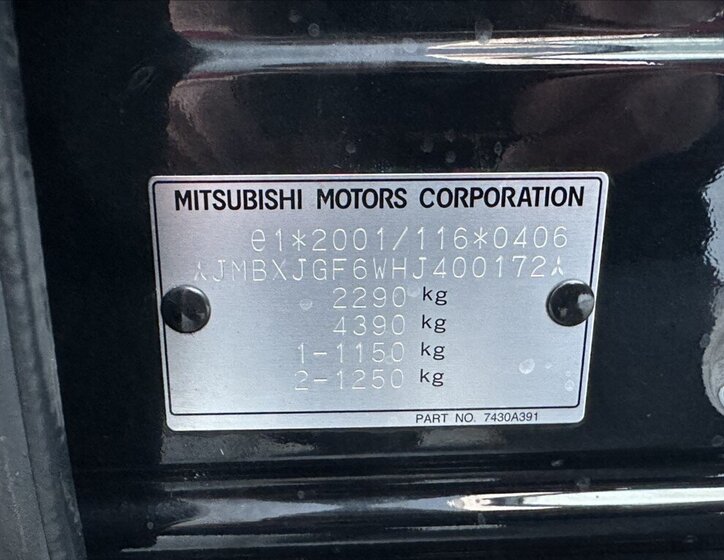 MITSUBISHI MOTORS CORPORATION
e1*2001/116*0406
JMBXJGF6WHJ400172
2290 kg
4390 kg
1-1150 kg
2-1250 kg
PART NO. 7430A391